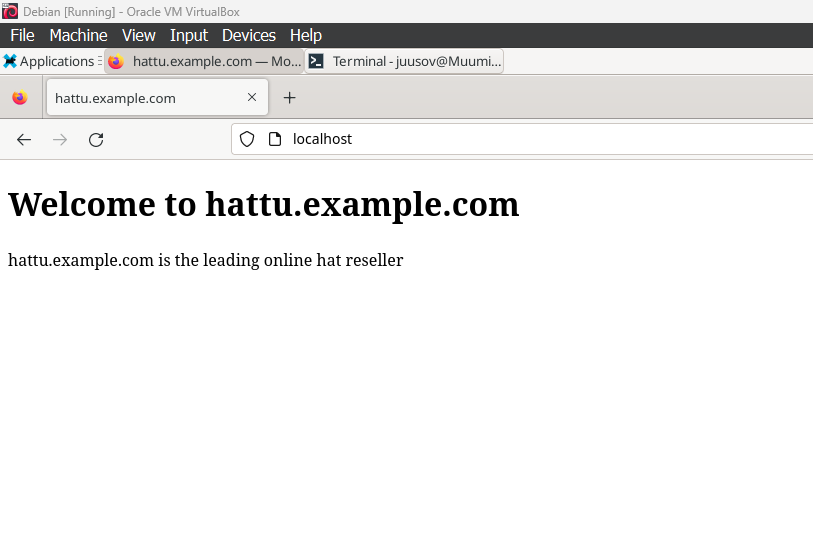 Debian [Running] - Oracle VM VirtualBox
File Machine View Input Devices Help
Applications hattu.example.com — Mo... Terminal - juusov@Muumi...
hattu.example.com
localhost
Welcome to hattu.example.com
hattu.example.com is the leading online hat reseller